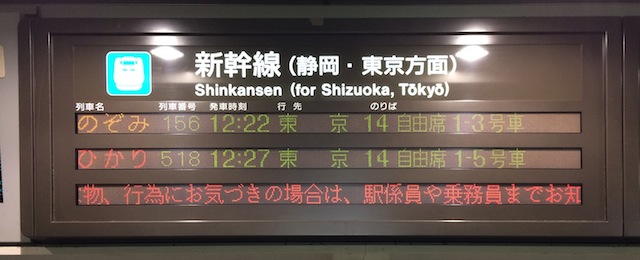 新幹線(静岡・東京方面)
Shinkansen (for Shizuoka, Tōkyō)
列車名 列車番号 発車時刻 行先 のりば
のぞみ 156 12:22 東京 14 自由席 1-3号車
ひかり 518 12:27 東京 14 自由席 1-5号車
物、行為にお気づきの場合は、駅係員や乗務員までお知